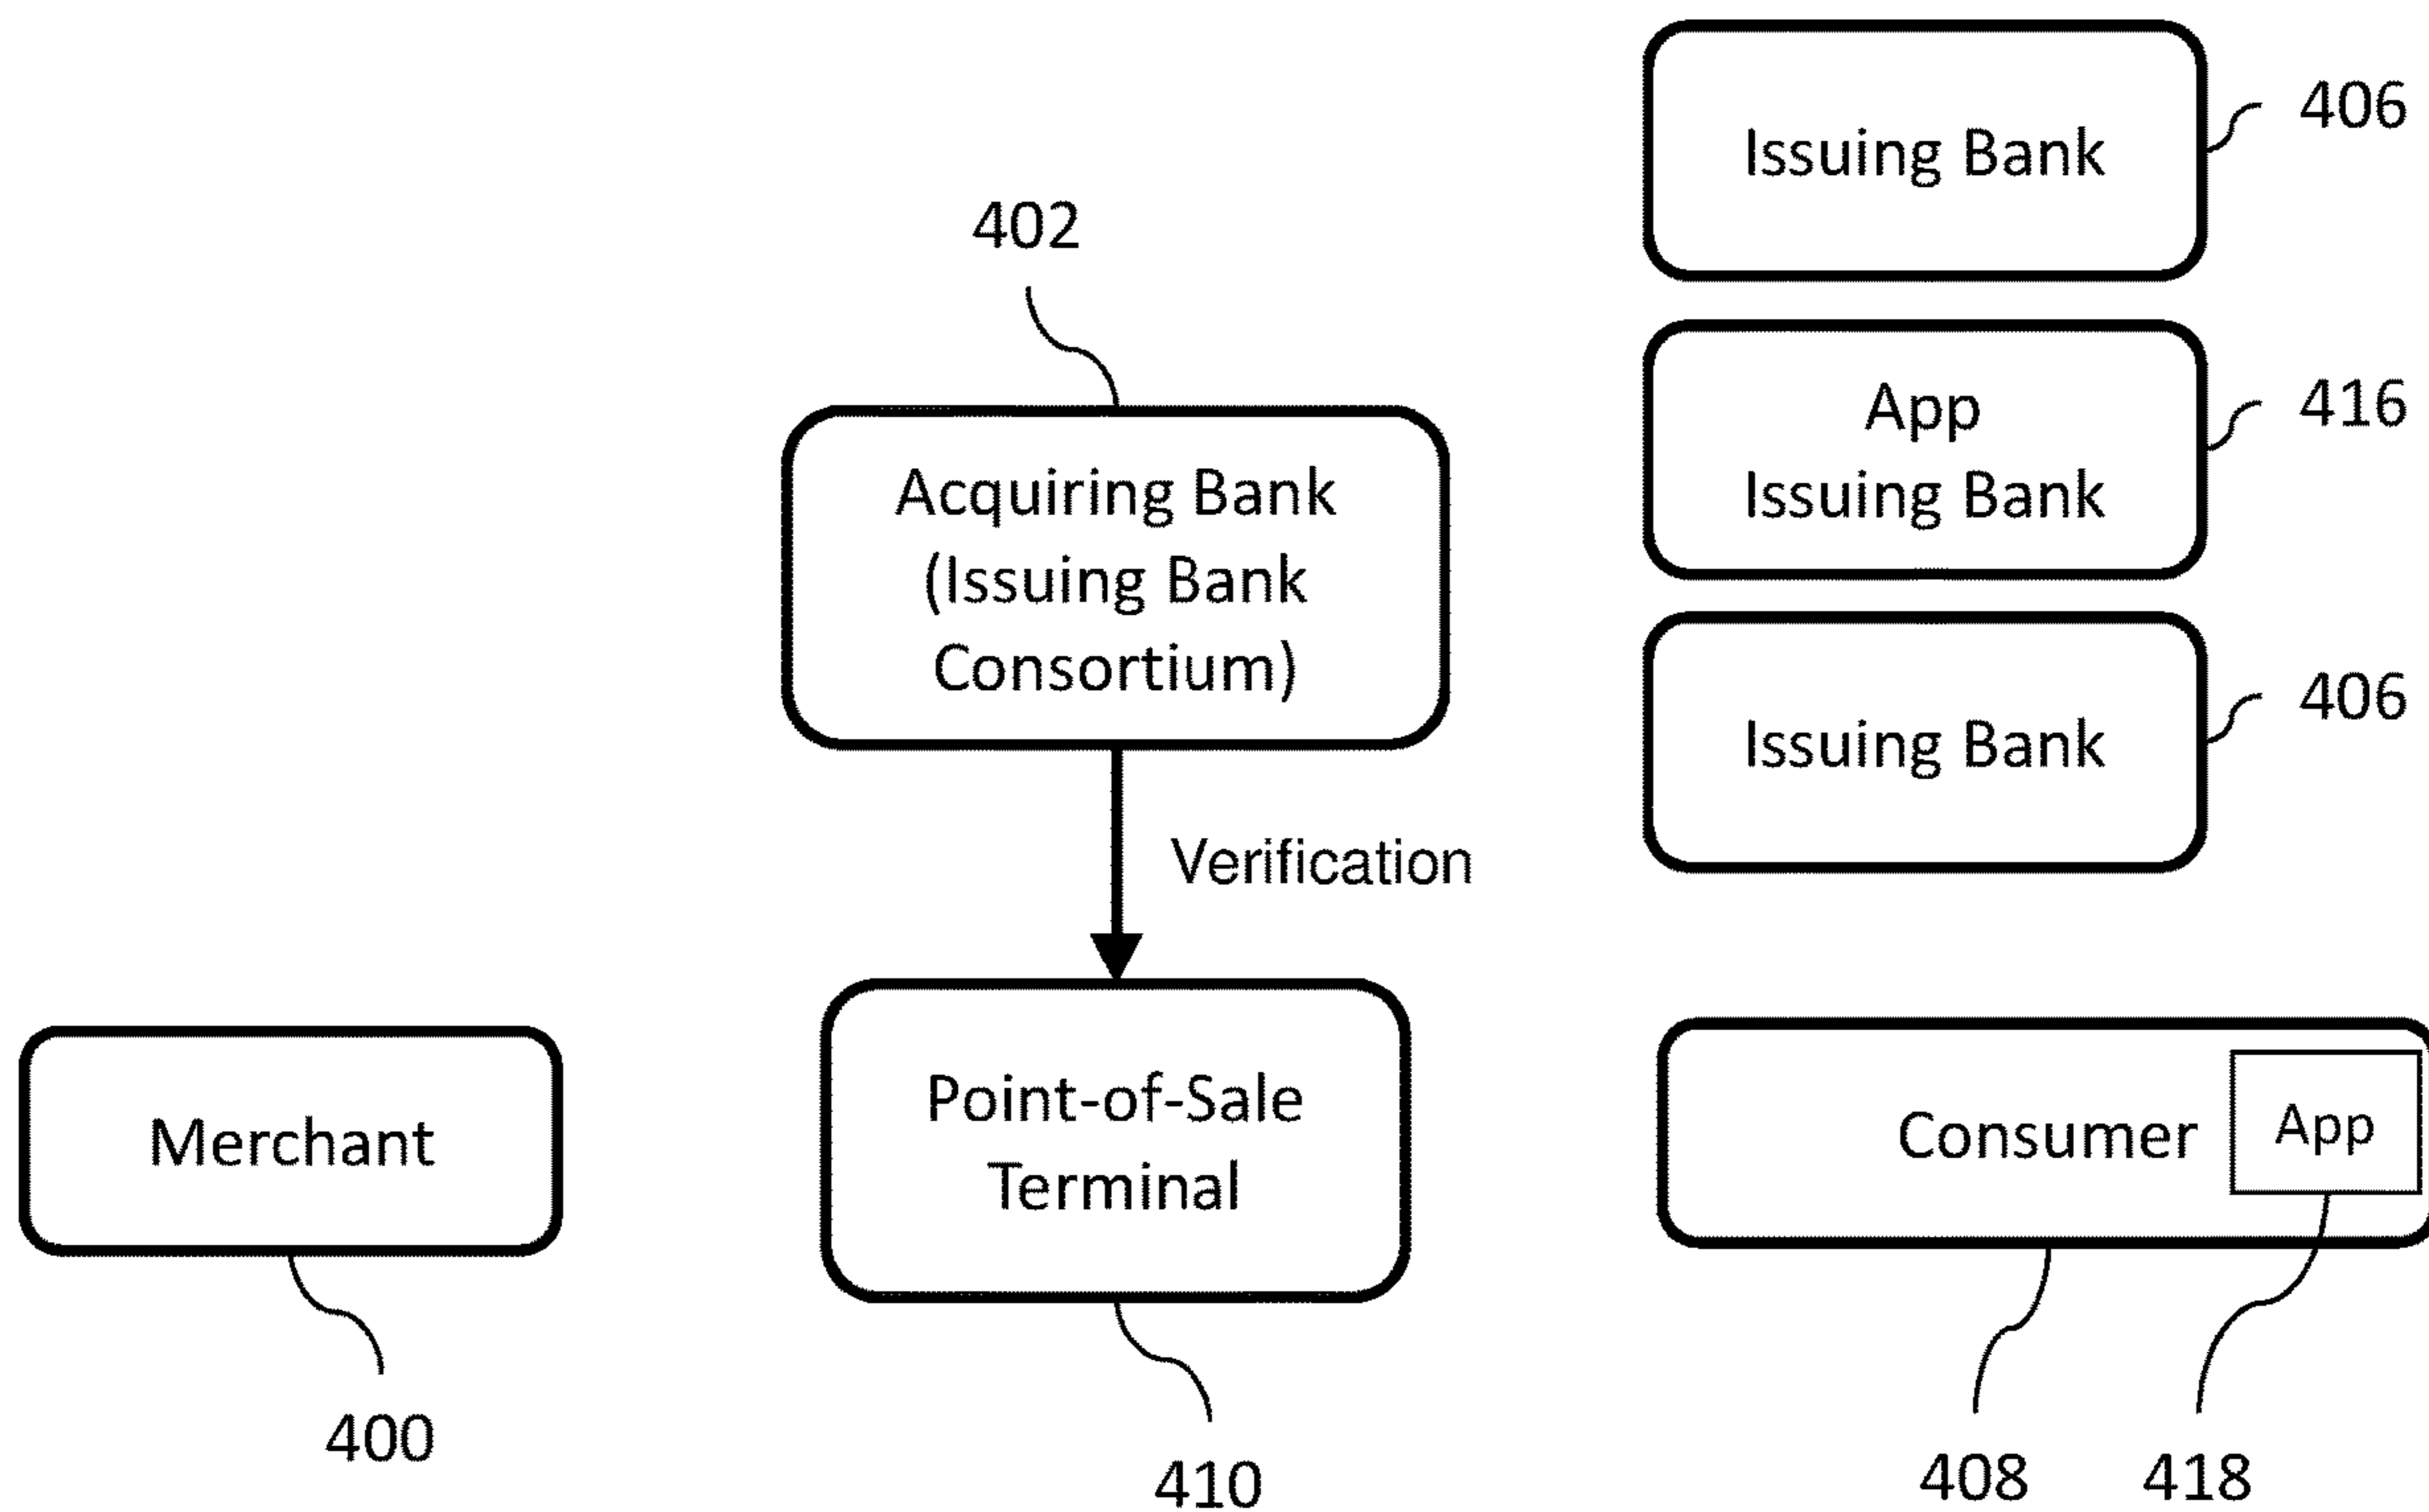 Issuing Bank
406
402
App
Issuing Bank
416
Acquiring Bank
(Issuing Bank
Consortium)
Issuing Bank
406
Verification
Merchant
400
Point-of-Sale
Terminal
410
Consumer
App
408
418